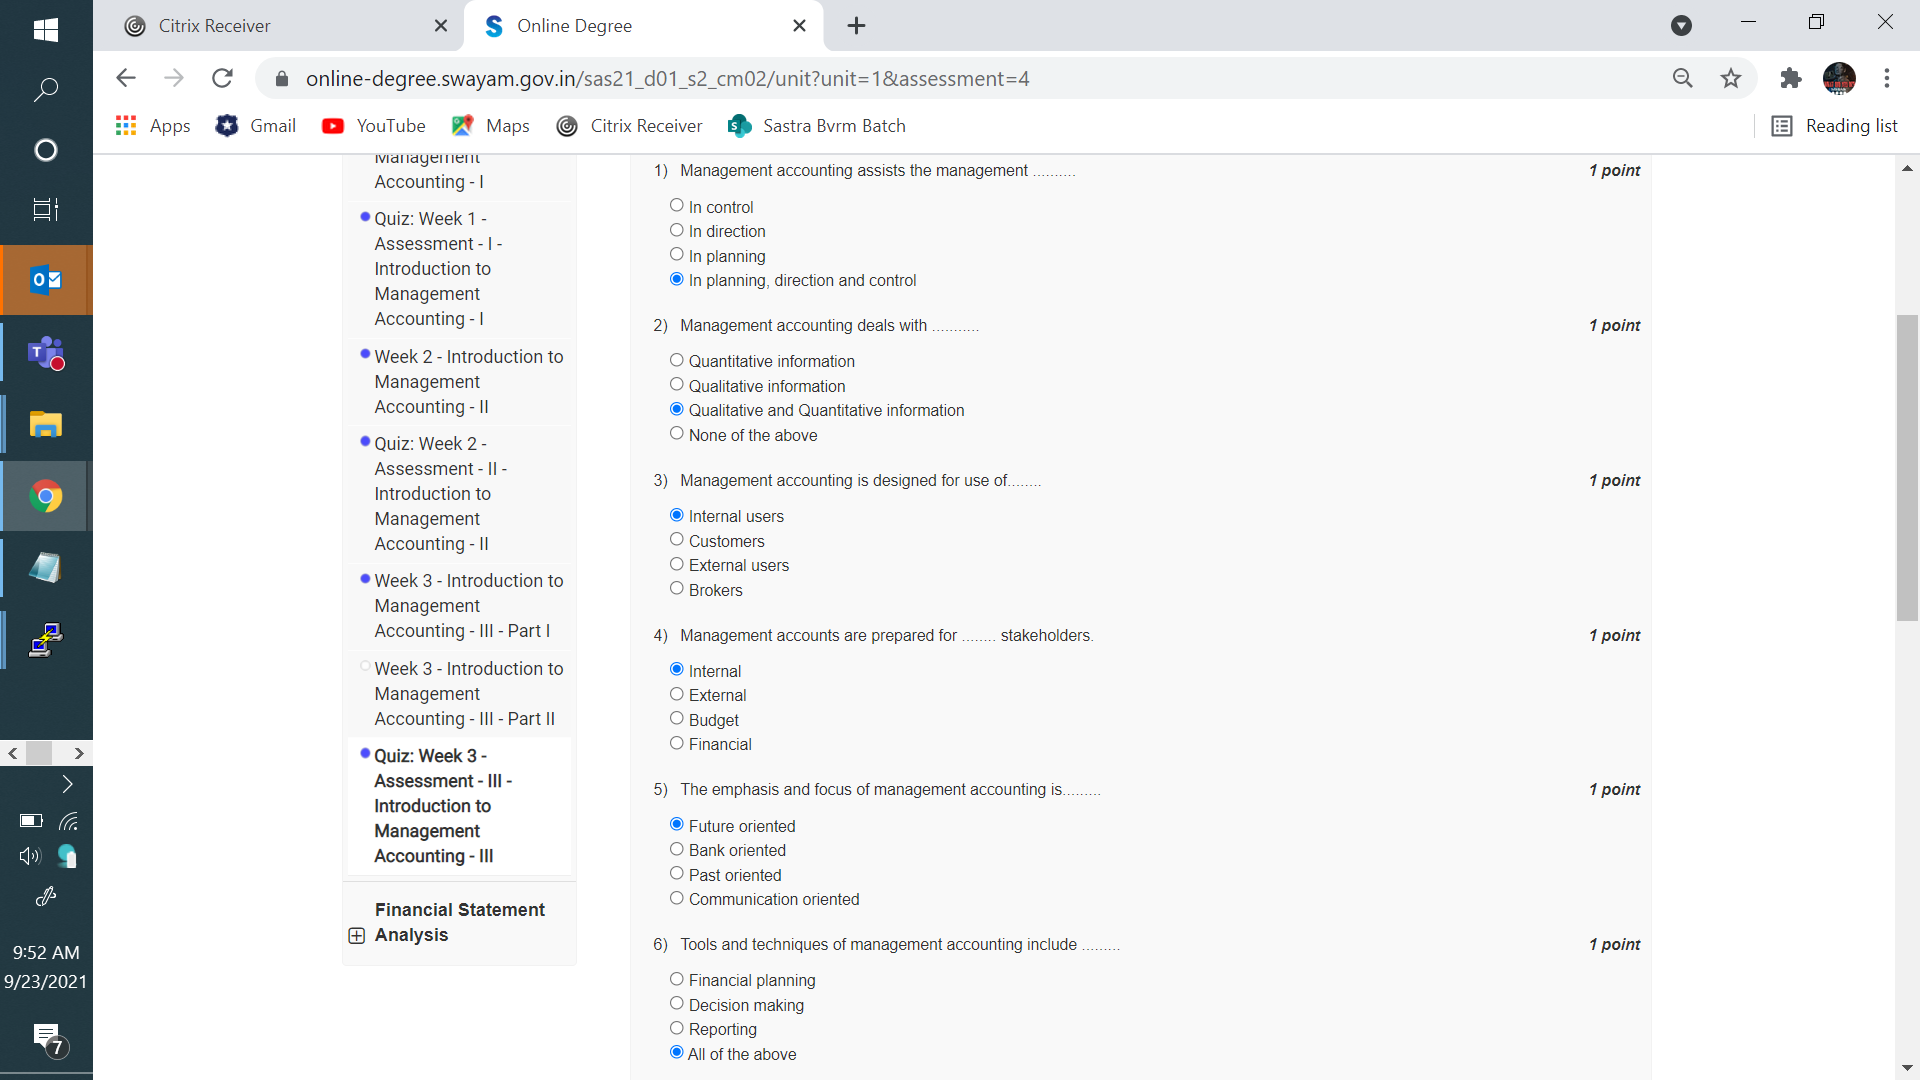 Citrix Receiver
Online Degree
online-degree.swayam.gov.in/sas21_d01_s2_cm02/unit?unit=1&assessment=4
Apps
Gmail
YouTube
Maps
Citrix Receiver
Sastra Bvrm Batch
Reading list
Management
Accounting - I
Quiz: Week 1 -
Assessment - I -
Introduction to
Management
Accounting - I
Week 2 - Introduction to
Management
Accounting - II
Quiz: Week 2 -
Assessment - II -
Introduction to
Management
Accounting - II
Week 3 - Introduction to
Management
Accounting - III - Part I
Week 3 - Introduction to
Management
Accounting - III - Part II
Quiz: Week 3 -
Assessment - III -
Introduction to
Management
Accounting - III
Financial Statement
Analysis
1) Management accounting assists the management .......... 1 point
In control
In direction
In planning
In planning, direction and control
2) Management accounting deals with ........... 1 point
Quantitative information
Qualitative information
Qualitative and Quantitative information
None of the above
3) Management accounting is designed for use of........ 1 point
Internal users
Customers
External users
Brokers
4) Management accounts are prepared for ........ stakeholders. 1 point
Internal
External
Budget
Financial
5) The emphasis and focus of management accounting is......... 1 point
Future oriented
Bank oriented
Past oriented
Communication oriented
6) Tools and techniques of management accounting include ......... 1 point
Financial planning
Decision making
Reporting
All of the above
9:52 AM
9/23/2021
7